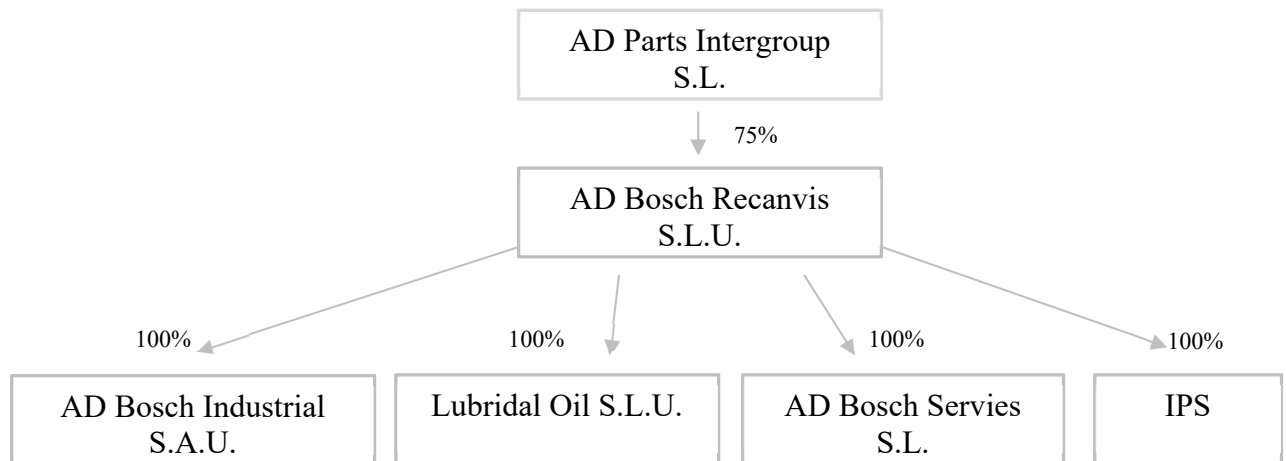 AD Parts Intergroup
S.L.
75%
AD Bosch Recanvis
S.L.U.
100%
100%
100%
100%
AD Bosch Industrial
S.A.U.
Lubridal Oil S.L.U.
AD Bosch Servies
S.L.
IPS